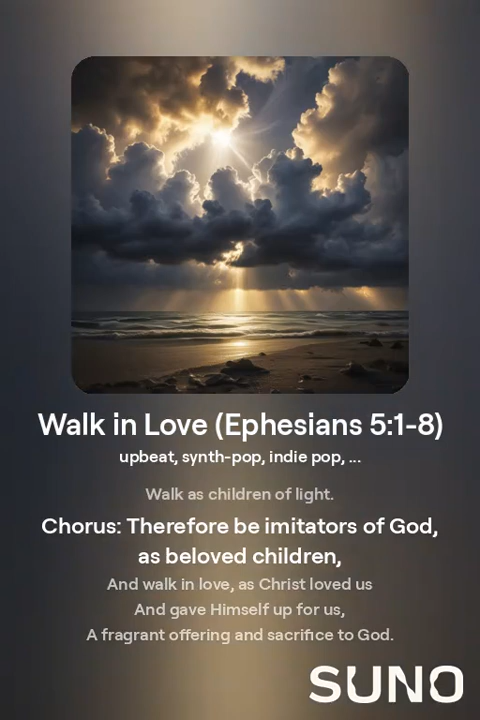 Walk in Love (Ephesians 5:1-8)
upbeat, synth-pop, indie pop, ...
Walk as children of light.
Chorus: Therefore be imitators of God,
as beloved children,
And walk in love, as Christ loved us
And gave Himself up for us,
A fragrant offering and sacrifice to God.
SUNO